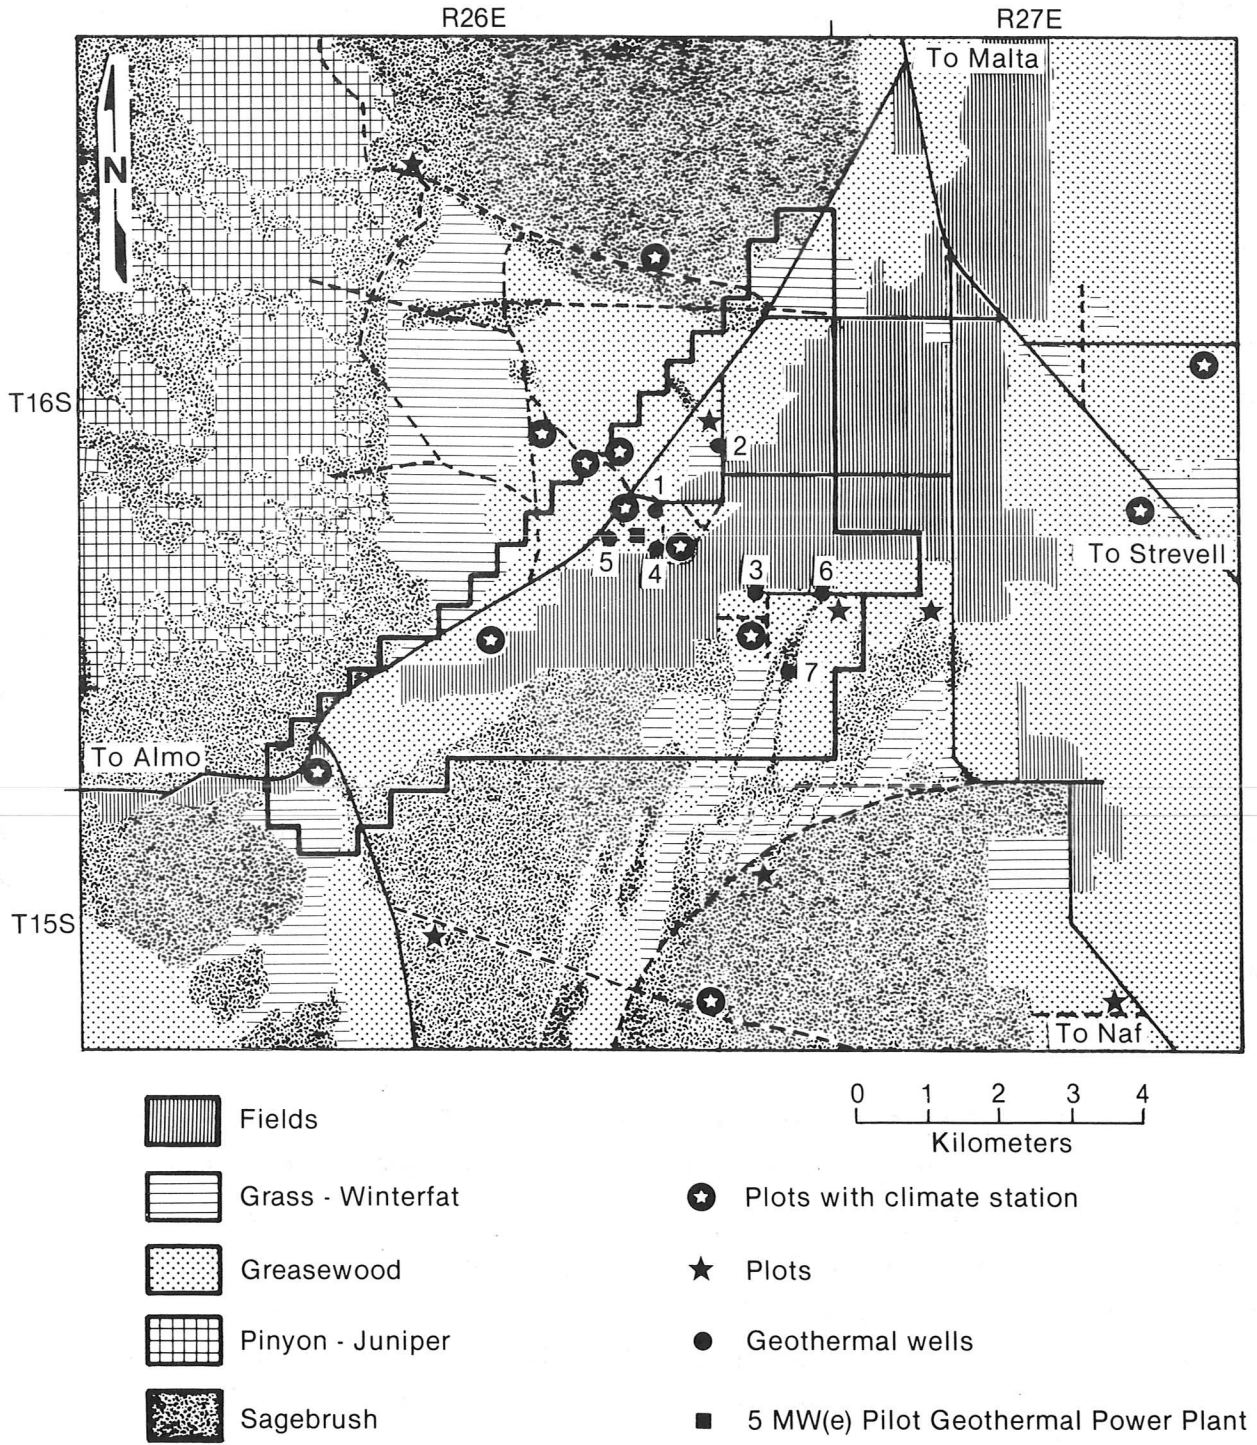 R26E
R27E
To Malta
N
T16S
2
1
To Strevell
5
4
3
6
7
To Almo
T15S
To Naf
Fields
0 1 2 3 4
Kilometers
Grass - Winterfat
Plots with climate station
Greasewood
Plots
Pinyon - Juniper
Geothermal wells
Sagebrush
5 MW(e) Pilot Geothermal Power Plant